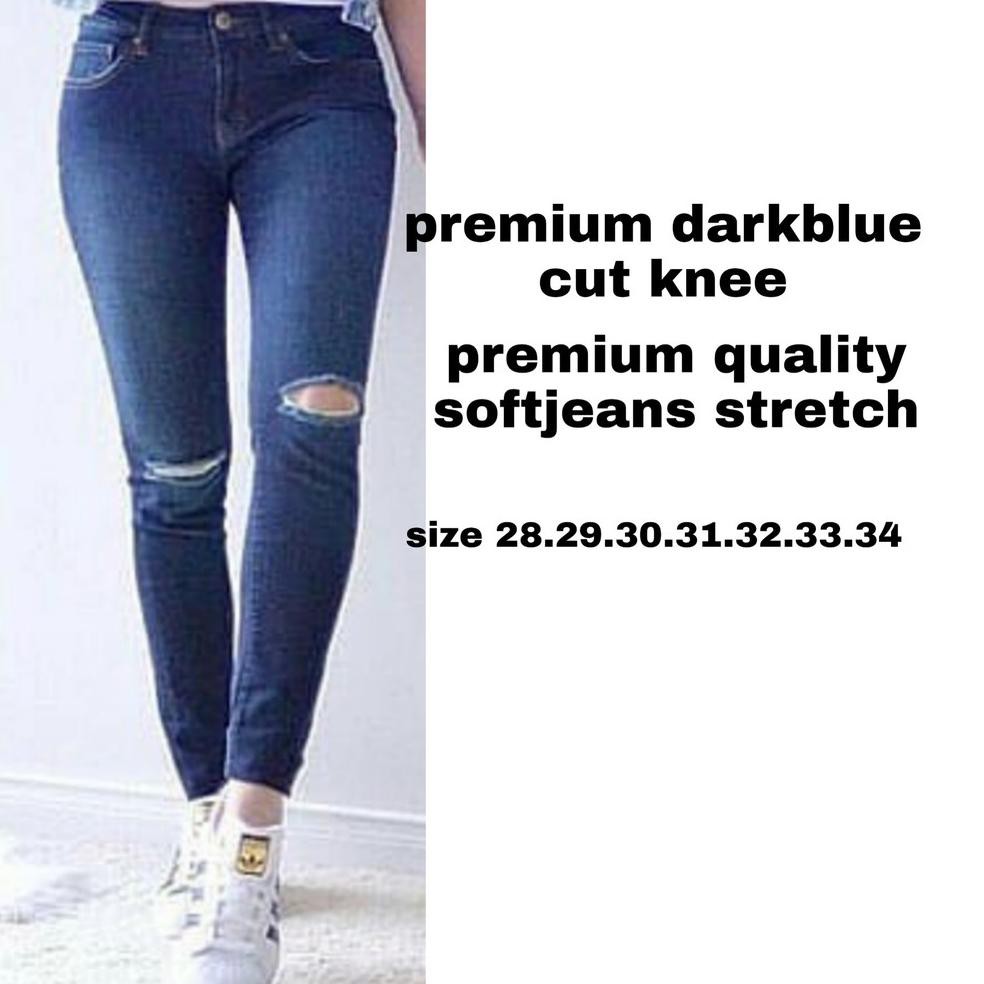 premium darkblue
cut knee
premium quality
softjeans stretch
size 28.29.30.31.32.33.34